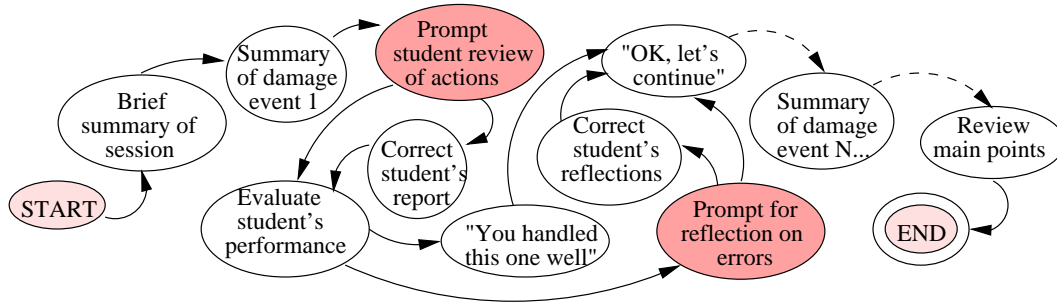 START
Brief
summary of
session
Summary
of damage
event 1
Prompt
student review
of actions
Correct
student's
report
Evaluate
student's
performance
"You handled
this one well"
"OK, let's
continue"
Correct
student's
reflections
Prompt for
reflection on
errors
Summary
of damage
event N...
Review
main points
END